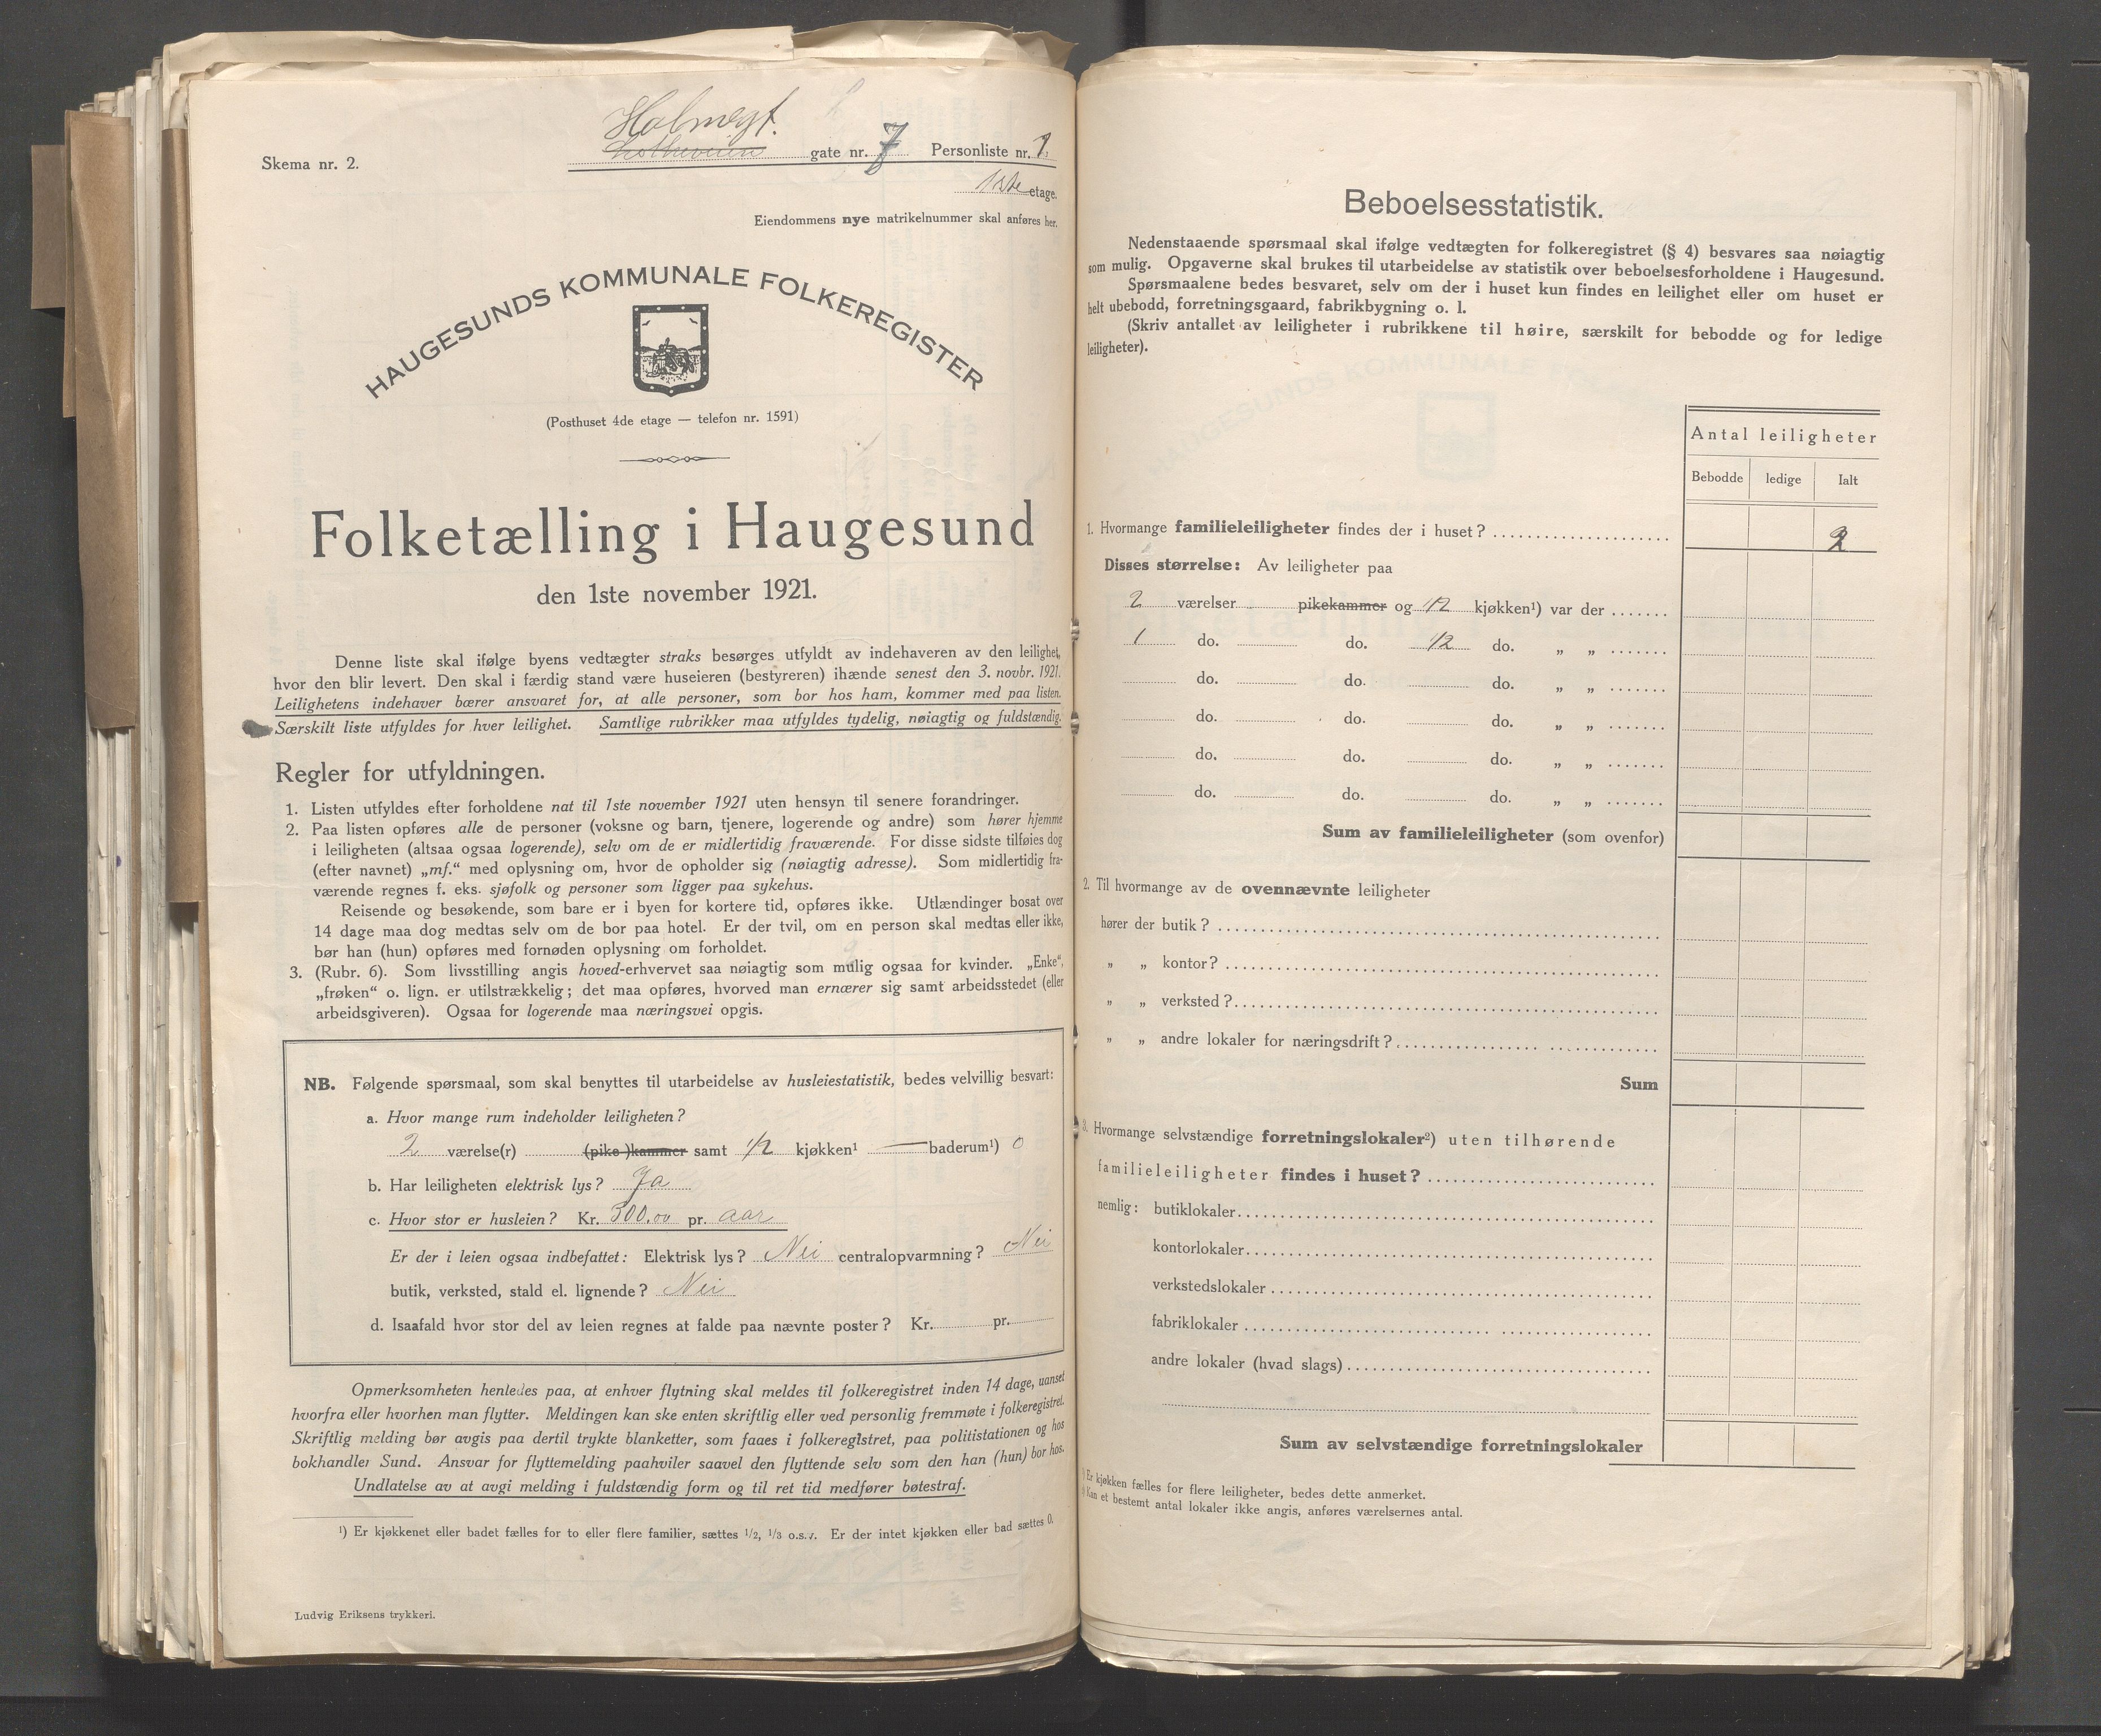 Holmegt.
Skema nr. 2.
gate nr. 7 Personliste nr. 1.
1ste etage.
Eiendommens nye matrikelnummer skal anføres her.
HAUGESUNDS KOMMUNALE FOLKEREGISTER
(Posthuset 4de etage — telefon nr. 1591)
Folketælling i Haugesund
den 1ste november 1921.
Denne liste skal ifølge byens vedtægter straks besørges utfyldt av indehaveren av den leilighet,
hvor den blir levert. Den skal i færdig stand være huseieren (bestyreren) ihænde senest den 3. novbr. 1921.
Leilighetens indehaver bærer ansvaret for, at alle personer, som bor hos ham, kommer med paa listen.
Særskilt liste utfyldes for hver leilighet. Samtlige rubrikker maa utfyldes tydelig, nøiagtig og fuldstændig.
Regler for utfyldningen.
1. Listen utfyldes efter forholdene nat til 1ste november 1921 uten hensyn til senere forandringer.
2. Paa listen opføres alle de personer (voksne og barn, tjenere, logerende og andre) som hører hjemme
i leiligheten (altsaa ogsaa logerende), selv om de er midlertidig fraværende. For disse sidste tilføies dog
(efter navnet) „mf.“ med oplysning om, hvor de opholder sig (nøiagtig adresse). Som midlertidig fra-
værende regnes f. eks. sjøfolk og personer som ligger paa sykehus.
Reisende og besøkende, som bare er i byen for kortere tid, opføres ikke. Utlændinger bosat over
14 dage maa dog medtas selv om de bor paa hotel. Er der tvil, om en person skal medtas eller ikke,
bør han (hun) opføres med fornøden oplysning om forholdet.
3. (Rubr. 6). Som livsstilling angis hoved-erhvervet saa nøiagtig som mulig ogsaa for kvinder. „Enke“,
„frøken“ o. lign. er utilstrækkelig; det maa opføres, hvorved man ernærer sig samt arbeidsstedet (eller
arbeidsgiveren). Ogsaa for logerende maa næringsvei opgis.
NB. Følgende spørsmaal, som skal benyttes til utarbeidelse av husleiestatistik, bedes velvillig besvart:
a. Hvor mange rum indeholder leiligheten?
2 værelse(r) (pike-)kammer samt 1/2 kjøkken¹ — baderum¹) 0
b. Har leiligheten elektrisk lys? Ja
c. Hvor stor er husleien? Kr. 300.00 pr. aar
Er der i leien ogsaa indbefattet: Elektrisk lys? Nei centralopvarmning? Nei
butik, verksted, stald el. lignende? Nei
d. Isaafald hvor stor del av leien regnes at falde paa nævnte poster? Kr. pr.
Opmerksomheten henledes paa, at enhver flytning skal meldes til folkeregistret inden 14 dage, uanset
hvorfra eller hvorhen man flytter. Meldingen kan ske enten skriftlig eller ved personlig fremmøte i folkeregistret.
Skriftlig melding bør avgis paa dertil trykte blanketter, som faaes i folkeregistret, paa politistationen og hos
bokhandler Sund. Ansvar for flyttemelding paahviler saavel den flyttende selv som den han (hun) bor hos.
Undlatelse av at avgi melding i fuldstændig form og til ret tid medfører bøtestraf.
¹) Er kjøkkenet eller badet fælles for to eller flere familier, sættes 1/2, 1/3 o.s.v. Er der intet kjøkken eller bad sættes 0.
Ludvig Eriksens trykkeri.
Beboelsesstatistik.
Nedenstaaende spørsmaal skal ifølge vedtægten for folkeregistret (§ 4) besvares saa nøiagtig
som mulig. Opgaverne skal brukes til utarbeidelse av statistik over beboelsesforholdene i Haugesund.
Spørsmaalene bedes besvaret, selv om der i huset kun findes en leilighet eller om huset er
helt ubebodd, forretningsgaard, fabrikbygning o. l.
(Skriv antallet av leiligheter i rubrikkene til høire, særskilt for bebodde og for ledige
leiligheter).
Antal leiligheter
Bebodde ledige Ialt
1. Hvormange familieleiligheter findes der i huset? 2
Disses størrelse: Av leiligheter paa
2 værelser pikekammer og 1/2 kjøkken¹) var der
1 do. do. 1/2 do. „ „
do. do. do. „ „
do. do. do. „ „
do. do. do. „ „
do. do. do. „ „
Sum av familieleiligheter (som ovenfor)
2. Til hvormange av de ovennævnte leiligheter
hører der butik?
„ „ kontor?
„ „ verksted?
„ „ andre lokaler for næringsdrift?
Sum
3. Hvormange selvstændige forretningslokaler²) uten tilhørende
familieleiligheter findes i huset?
nemlig: butiklokaler
kontorlokaler
verkstedslokaler
fabriklokaler
andre lokaler (hvad slags)
Sum av selvstændige forretningslokaler
¹) Er kjøkken fælles for flere leiligheter, bedes dette anmerket.
²) Kan et bestemt antal lokaler ikke angis, anføres værelsernes antal.